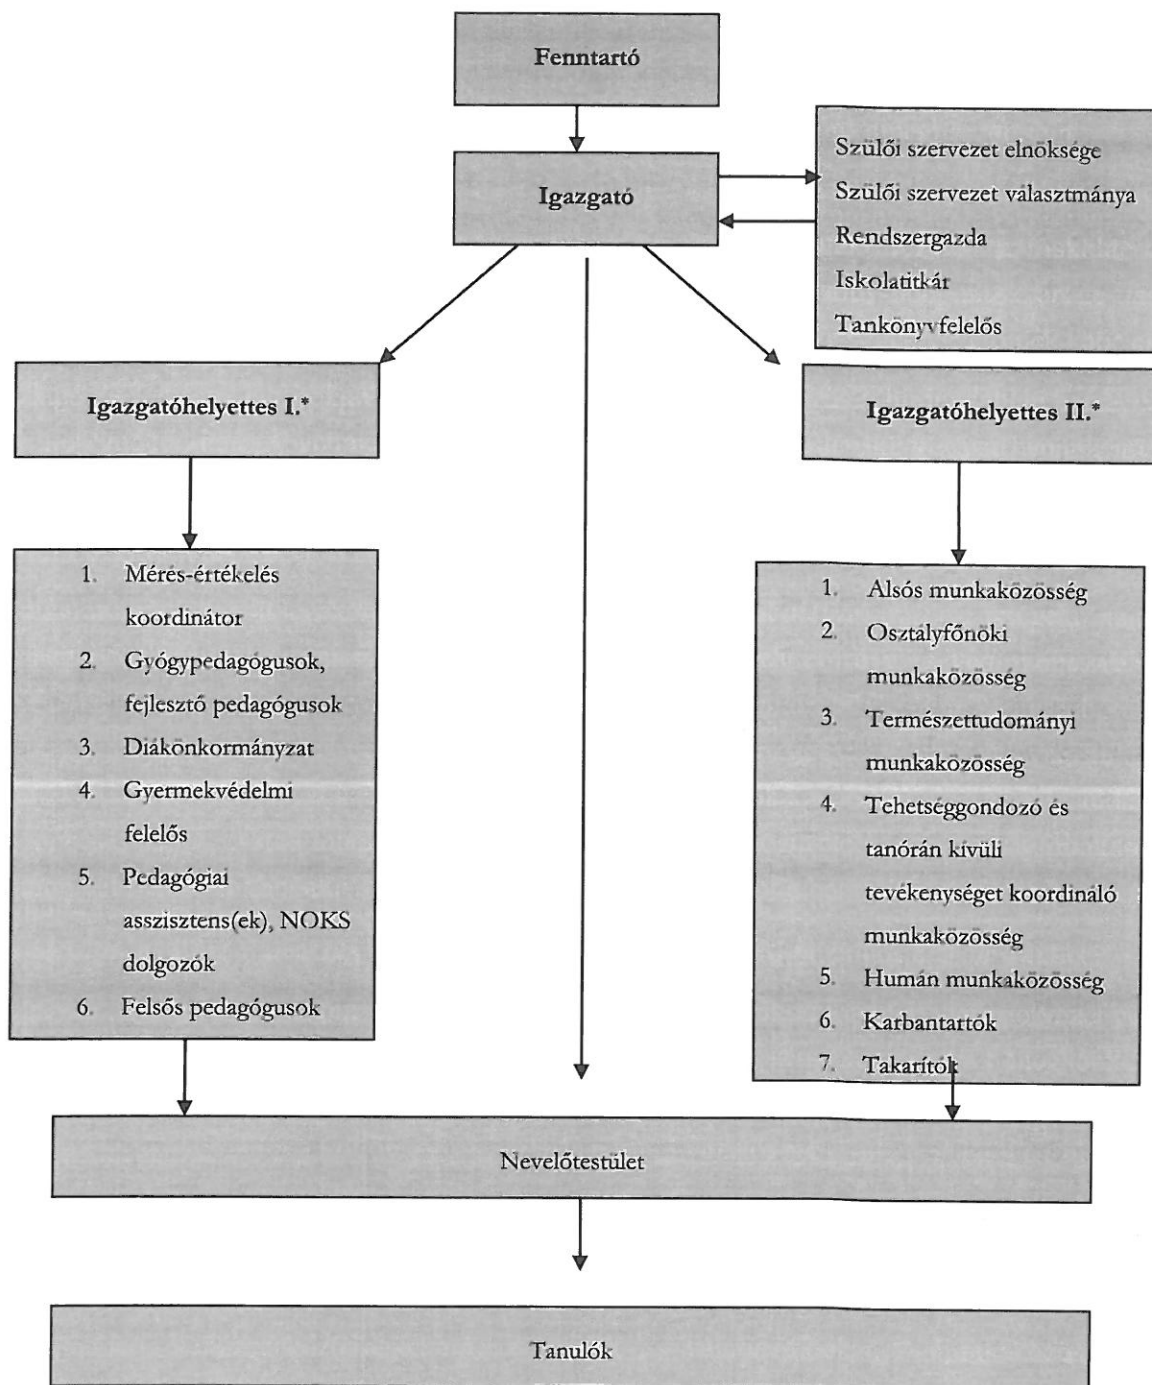 Fenntartó
Igazgató
Szülői szervezet elnöksége
Szülői szervezet választmánya
Rendszergazda
Iskolatitkár
Tankönyvfelelős
Igazgatóhelyettes I.*
Igazgatóhelyettes II.*
1. Mérés-értékelés
koordinátor
2. Gyógypedagógusok,
fejlesztő pedagógusok
3. Diákönkormányzat
4. Gyermekvédelmi
felelős
5. Pedagógiai
asszisztens(ek), NOKS
dolgozók
6. Felsős pedagógusok
1. Alsós munkaközösség
2. Osztályfőnöki
munkaközösség
3. Természettudományi
munkaközösség
4. Tehetséggondozó és
tanórán kívüli
tevékenységet koordináló
munkaközösség
5. Humán munkaközösség
6. Karbantartók
7. Takarítók
Nevelőtestület
Tanulók